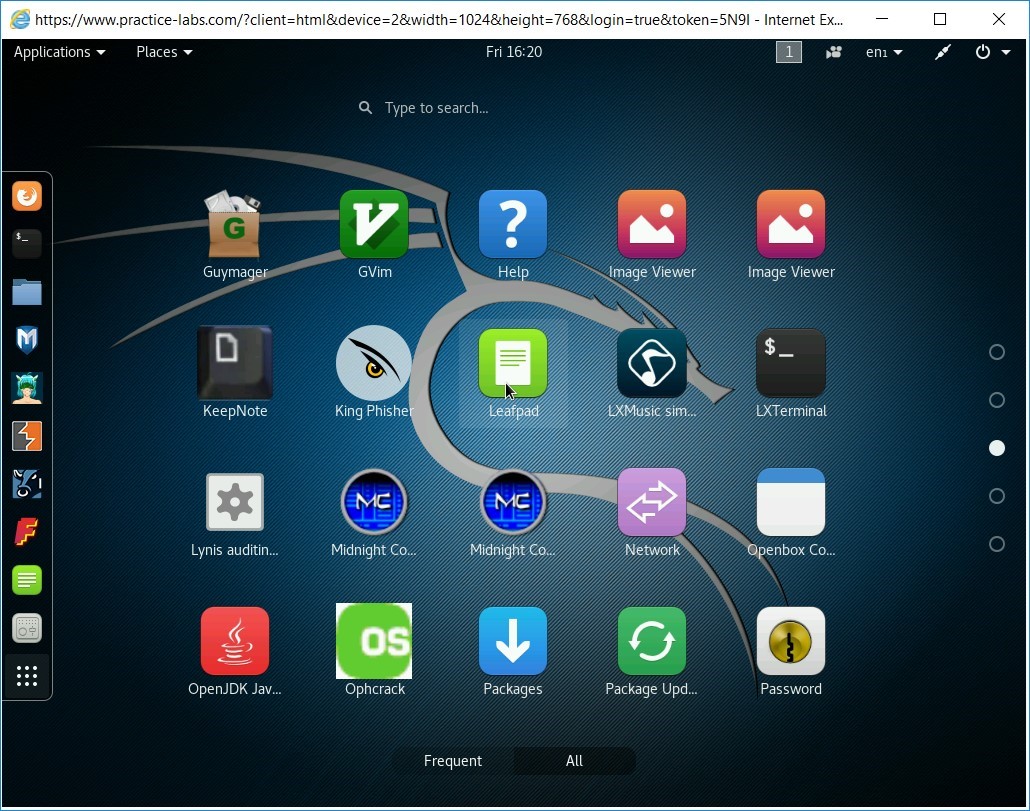 https://www.practice-labs.com/?client=html&device=2&width=1024&height=768&login=true&token=5N9I - Internet Ex...
Applications Places Fri 16:20 1 en₁
Type to search...
G
Guymager GVim Help Image Viewer Image Viewer
$_
$_
KeepNote King Phisher Leafpad LXMusic sim... LXTerminal
MC MC
Lynis auditin... Midnight Co... Midnight Co... Network Openbox Co...
OS
OpenJDK Jav... Ophcrack Packages Package Upd... Password
Frequent All